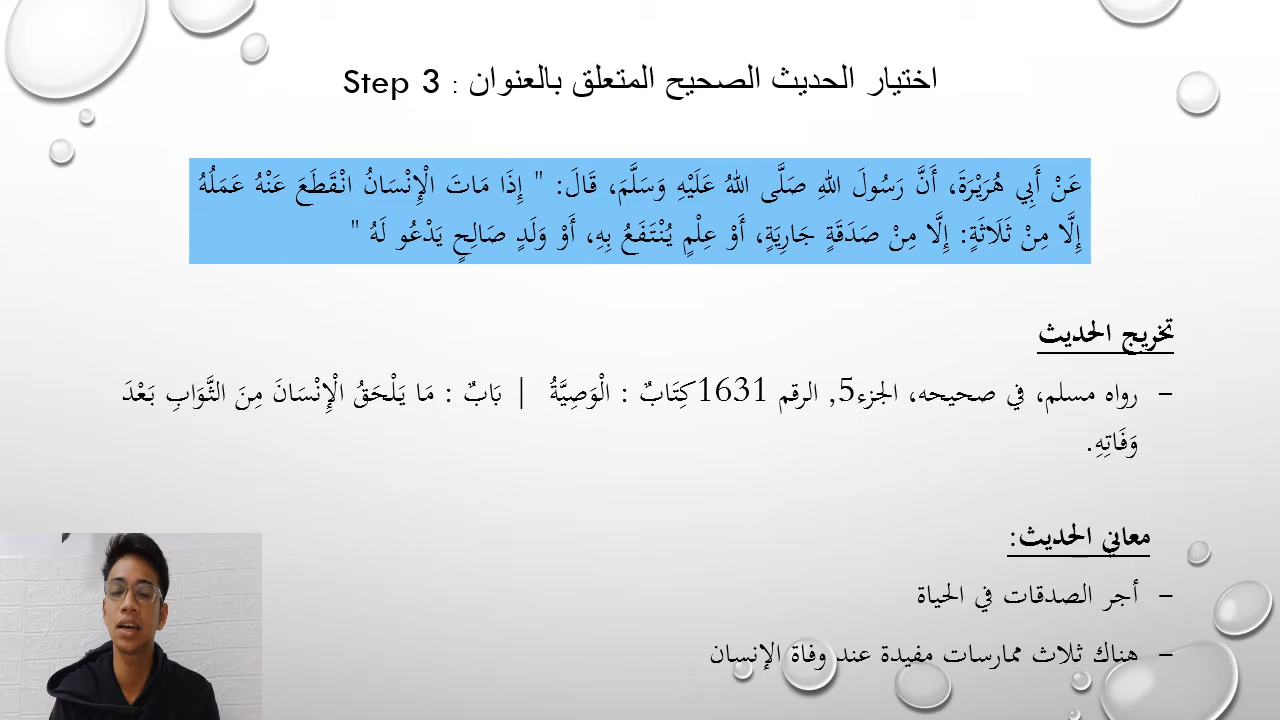 Step 3 : اختيار الحديث الصحيح المتعلق بالعنوان
عَنْ أَبِي هُرَيْرَةَ، أَنَّ رَسُولَ اللهِ صَلَّى اللهُ عَلَيْهِ وَسَلَّمَ، قَالَ: " إِذَا مَاتَ الْإِنْسَانُ انْقَطَعَ عَنْهُ عَمَلُهُ
إِلَّا مِنْ ثَلَاثَةٍ: إِلَّا مِنْ صَدَقَةٍ جَارِيَةٍ، أَوْ عِلْمٍ يُنْتَفَعُ بِهِ، أَوْ وَلَدٍ صَالِحٍ يَدْعُو لَهُ "
تخريج الحديث
– رواه مسلم، في صحيحه، الجزء5, الرقم 1631كِتَابٌ : الْوَصِيَّةُ | بَابٌ : مَا يَلْحَقُ الْإِنْسَانَ مِنَ الثَّوَابِ بَعْدَ
وَفَاتِهِ.
معاني الحديث:
– أجر الصدقات في الحياة
– هناك ثلاث ممارسات مفيدة عند وفاة الإنسان